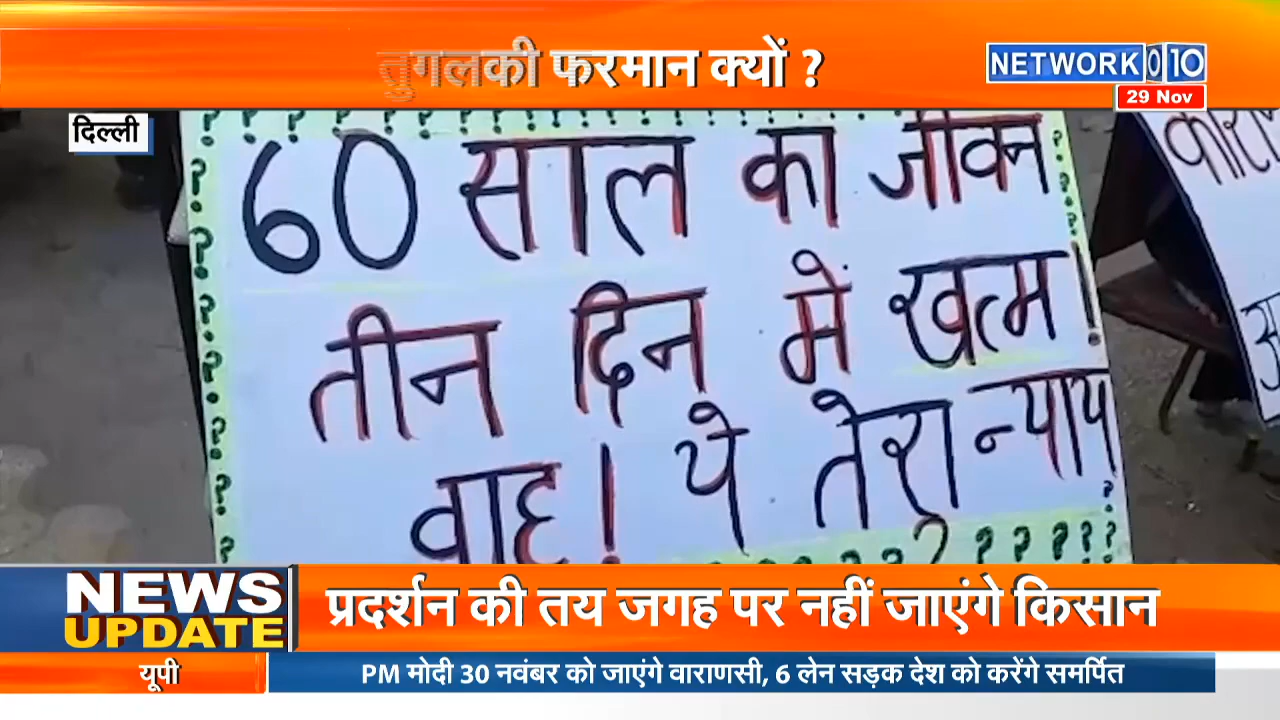 तुगलकी फरमान क्यों ?
NETWORK 10
29 Nov
दिल्ली
60 साल का जीवन
तीन दिन में खत्म !
वाह ! ये तेरा न्याय
? ? ? ? ?
NEWS
UPDATE
प्रदर्शन की तय जगह पर नहीं जाएंगे किसान
यूपी
PM मोदी 30 नवंबर को जाएंगे वाराणसी, 6 लेन सड़क देश को करेंगे समर्पित